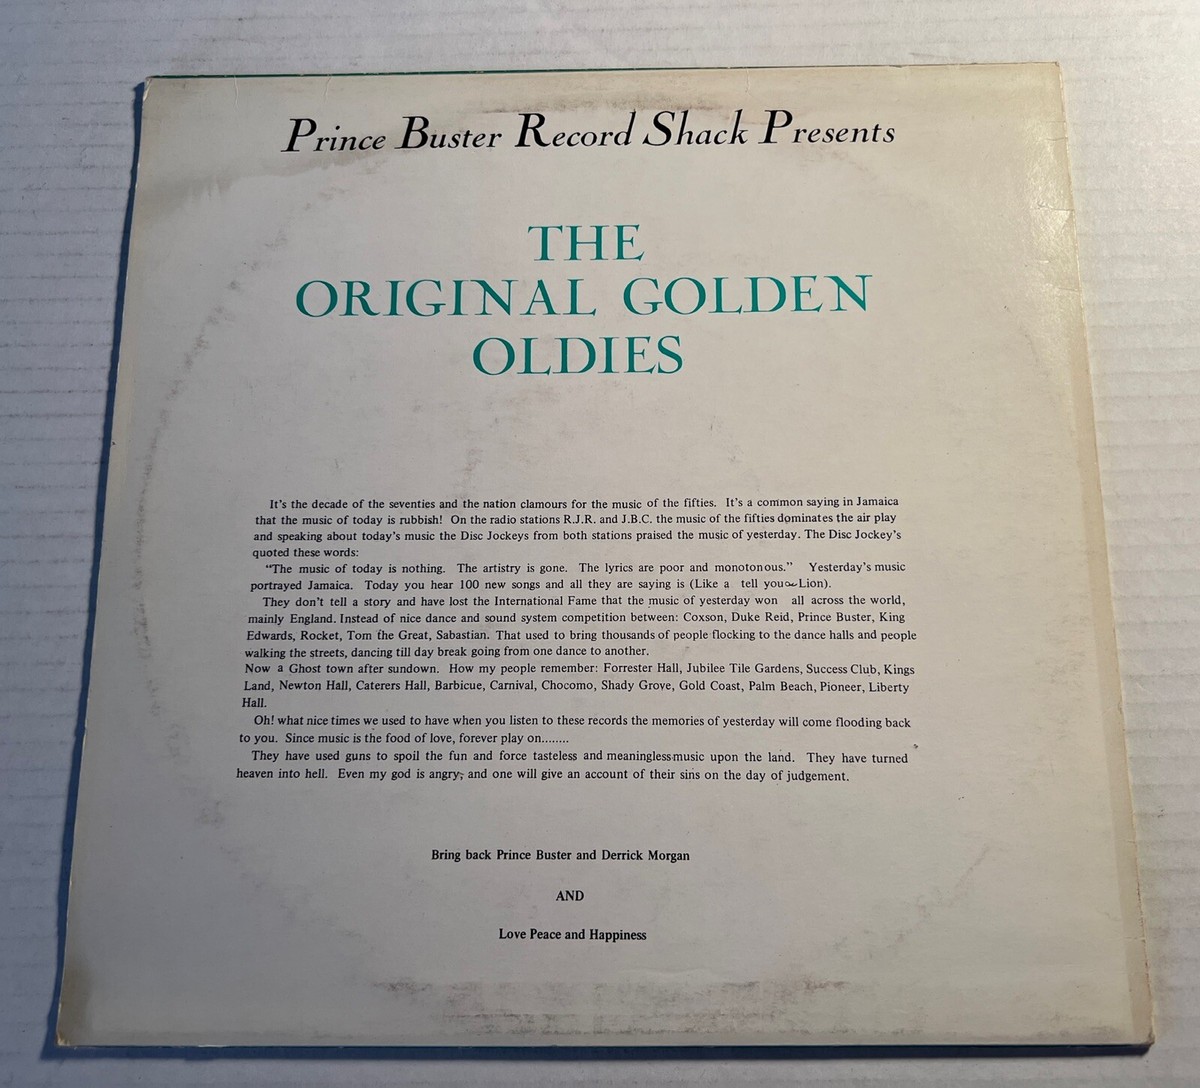 Prince Buster Record Shack Presents
THE
ORIGINAL GOLDEN
OLDIES
It's the decade of the seventies and the nation clamours for the music of the fifties. It's a common saying in Jamaica
that the music of today is rubbish! On the radio stations R.J.R. and J.B.C. the music of the fifties dominates the air play
and speaking about today's music the Disc Jockeys from both stations praised the music of yesterday. The Disc Jockey's
quoted these words:
"The music of today is nothing. The artistry is gone. The lyrics are poor and monotonous." Yesterday's music
portrayed Jamaica. Today you hear 100 new songs and all they are saying is (Like a tell you~Lion).
They don't tell a story and have lost the International Fame that the music of yesterday won all across the world,
mainly England. Instead of nice dance and sound system competition between: Coxson, Duke Reid, Prince Buster, King
Edwards, Rocket, Tom the Great, Sabastian. That used to bring thousands of people flocking to the dance halls and people
walking the streets, dancing till day break going from one dance to another.
Now a Ghost town after sundown. How my people remember: Forrester Hall, Jubilee Tile Gardens, Success Club, Kings
Land, Newton Hall, Caterers Hall, Barbicue, Carnival, Chocomo, Shady Grove, Gold Coast, Palm Beach, Pioneer, Liberty
Hall.
Oh! what nice times we used to have when you listen to these records the memories of yesterday will come flooding back
to you. Since music is the food of love, forever play on........
They have used guns to spoil the fun and force tasteless and meaningless music upon the land. They have turned
heaven into hell. Even my god is angry; and one will give an account of their sins on the day of judgement.
Bring back Prince Buster and Derrick Morgan
AND
Love Peace and Happiness